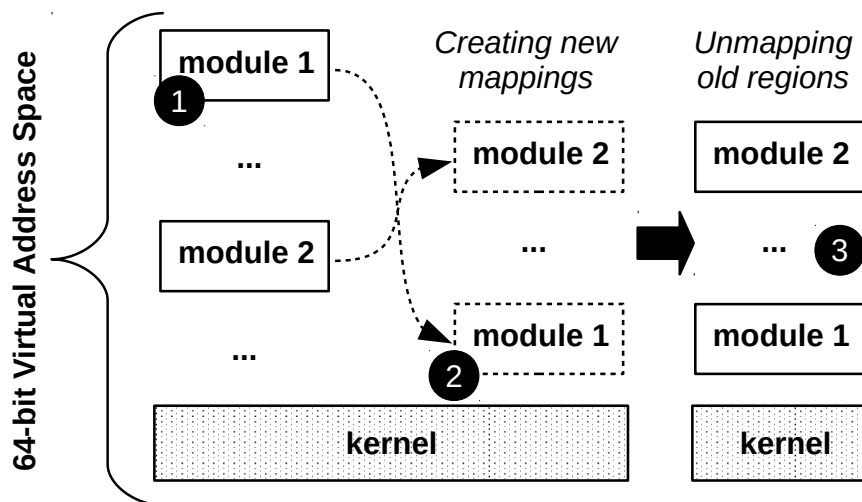 64-bit Virtual Address Space
module 1
1
...
module 2
...
Creating new
mappings
module 2
...
module 1
2
kernel
Unmapping
old regions
module 2
...
3
module 1
kernel